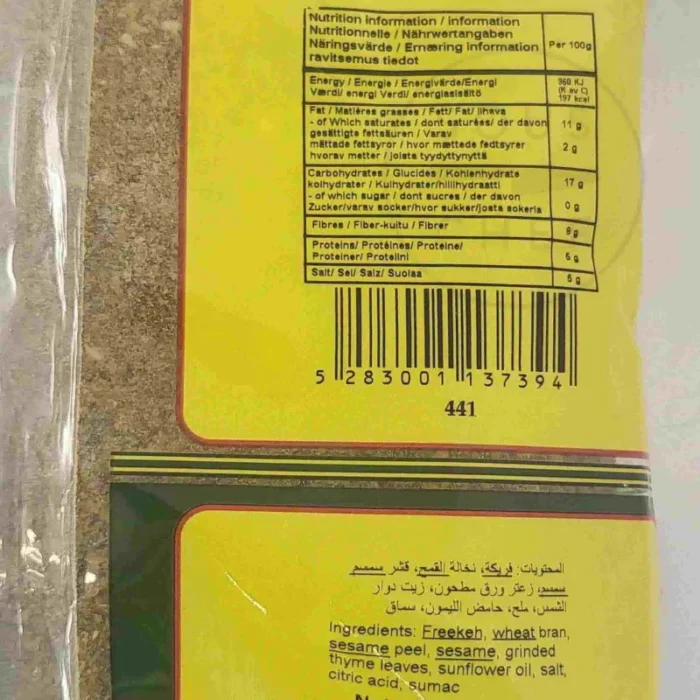 Nutrition information / information
Nutritionnelle / Nährwertangaben
Näringsvärde / Ernæring information
ravitsemus tiedot
Per 100g
Energy / Energie / Energivärde/Energi
Værdi/ energi Verdi/ energiasisältö
960 KJ
197 kcal
Fat / Matières grasses / Fett/ Fat/ lihava
- of Which saturates / dont saturées/ der davon
gesättigte fettsäuren / Varav
mättade fettsyror / hvor mættede fedtsyrer
hvorav metter / joista tyydyttynyttä
11 g
2 g
Carbohydrates / Glucides / Kohlenhydrate
kolhydrater / Kulhydrater/hiilihydraatti
- of which sugar / dont sucres / der davon
Zucker/varav socker/hvor sukker/josta sokeria
17 g
0 g
Fibres / Fiber-kuitu / Fibrer
8 g
Proteins/ Protéines/ Proteine/
Proteiner/ Proteiini
6 g
Salt/ Sel/ Salz/ Suolaa
5 g
5 283001 137394
441
المحتويات: فريكة، نخالة القمح، قشر سمسم
سمسم، زعتر ورق مطحون، زيت دوار
الشمس، ملح، حامض الليمون، سماق
Ingredients: Freekeh, wheat bran,
sesame peel, sesame, grinded
thyme leaves, sunflower oil, salt,
citric acid, sumac